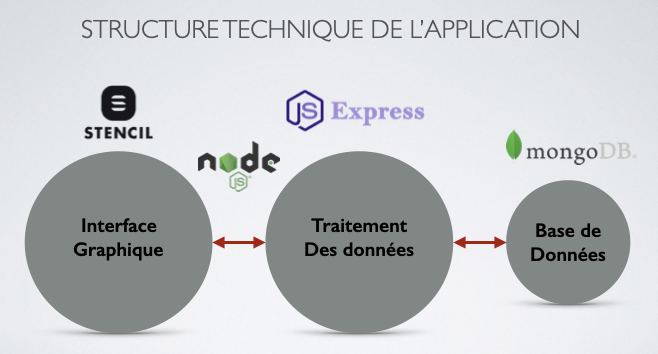 STRUCTURE TECHNIQUE DE L'APPLICATION
STENCIL
node
JS
JS Express
mongoDB.
Interface
Graphique
Traitement
Des données
Base de
Données